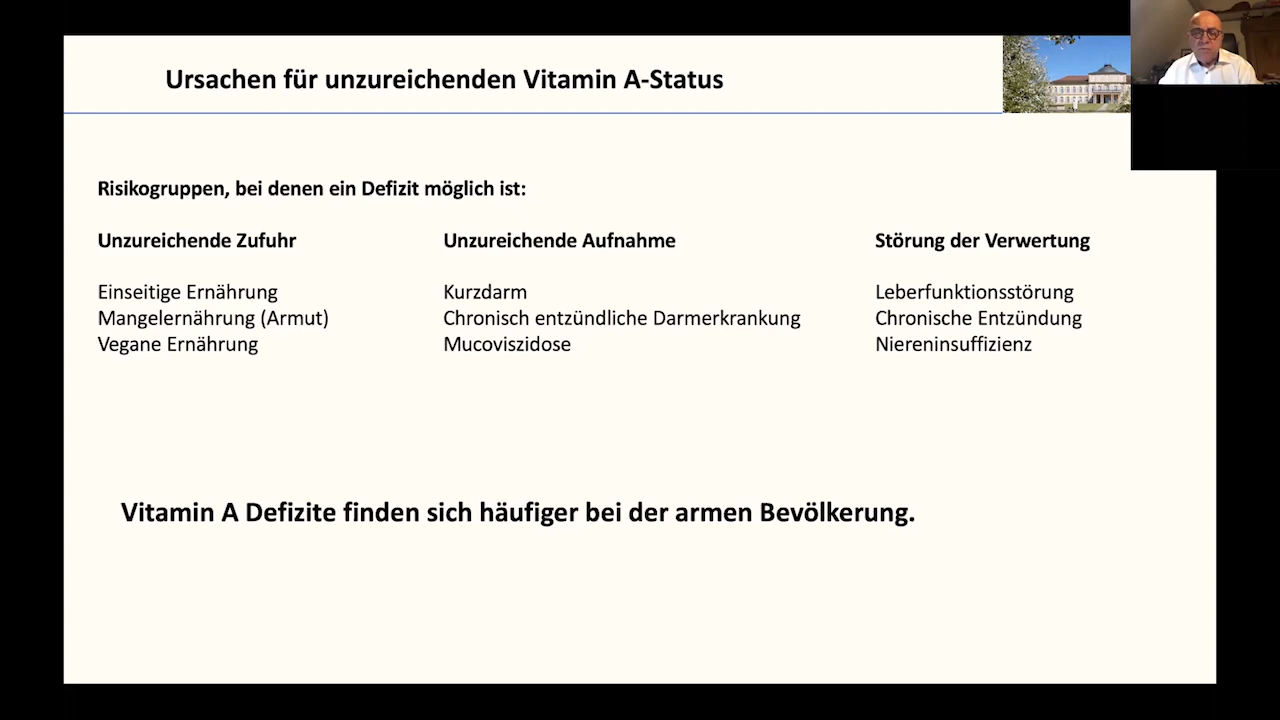 Ursachen für unzureichenden Vitamin A-Status
Risikogruppen, bei denen ein Defizit möglich ist:
Unzureichende Zufuhr
Einseitige Ernährung
Mangelernährung (Armut)
Vegane Ernährung
Unzureichende Aufnahme
Kurzdarm
Chronisch entzündliche Darmerkrankung
Mucoviszidose
Störung der Verwertung
Leberfunktionsstörung
Chronische Entzündung
Niereninsuffizienz
Vitamin A Defizite finden sich häufiger bei der armen Bevölkerung.